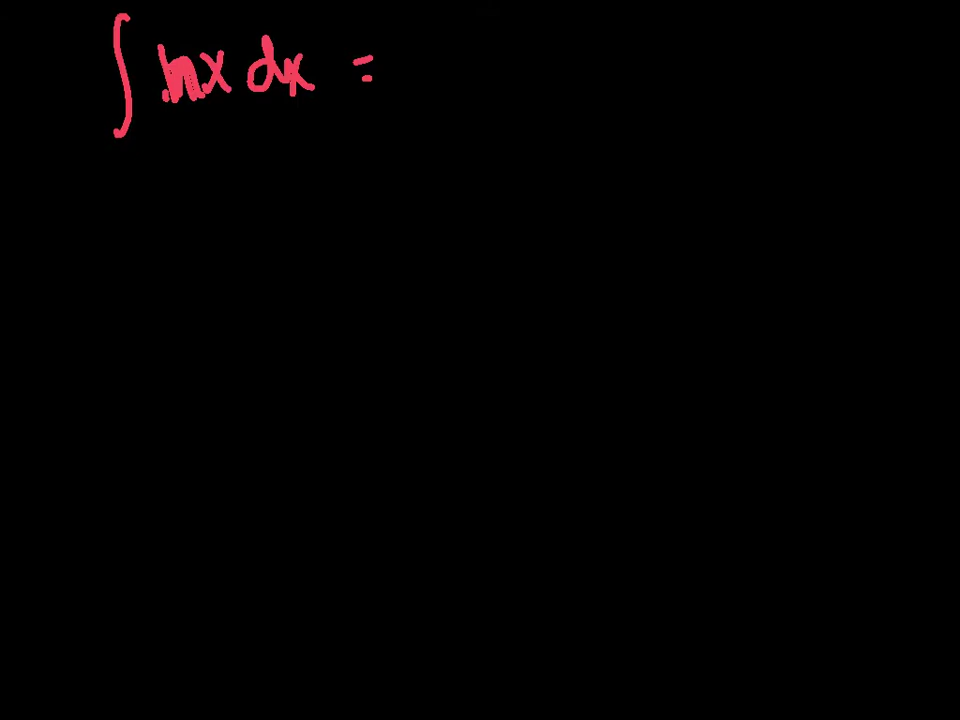 ∫ lnx dx =